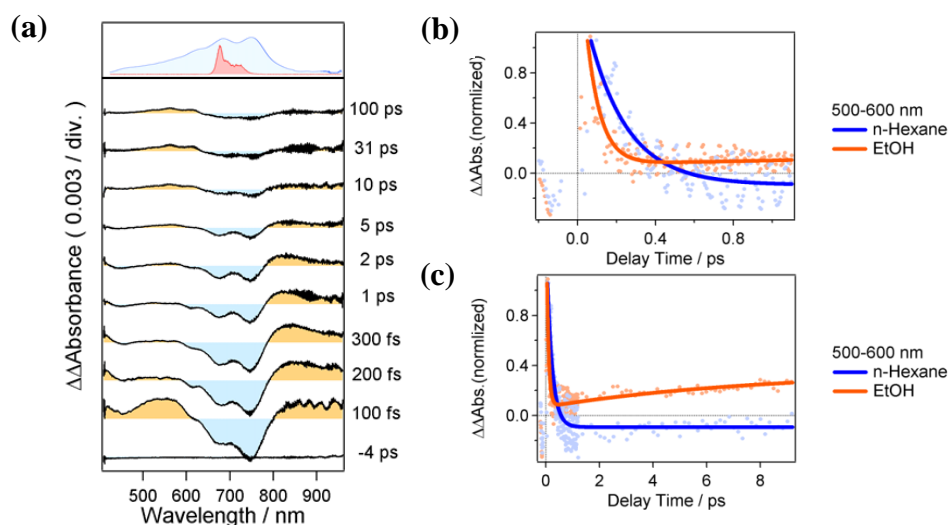 (a)
ΔΔAbsorbance ( 0.003 / div. )
100 ps
31 ps
10 ps
5 ps
2 ps
1 ps
300 fs
200 fs
100 fs
-4 ps
500 600 700 800 900
Wavelength / nm
(b)
ΔΔAbs.(normlized)
0.8
0.4
0.0
0.0 0.4 0.8
Delay Time / ps
500-600 nm
n-Hexane
EtOH
(c)
ΔΔAbs.(normlized)
0.8
0.4
0.0
0 2 4 6 8
Delay Time / ps
500-600 nm
n-Hexane
EtOH